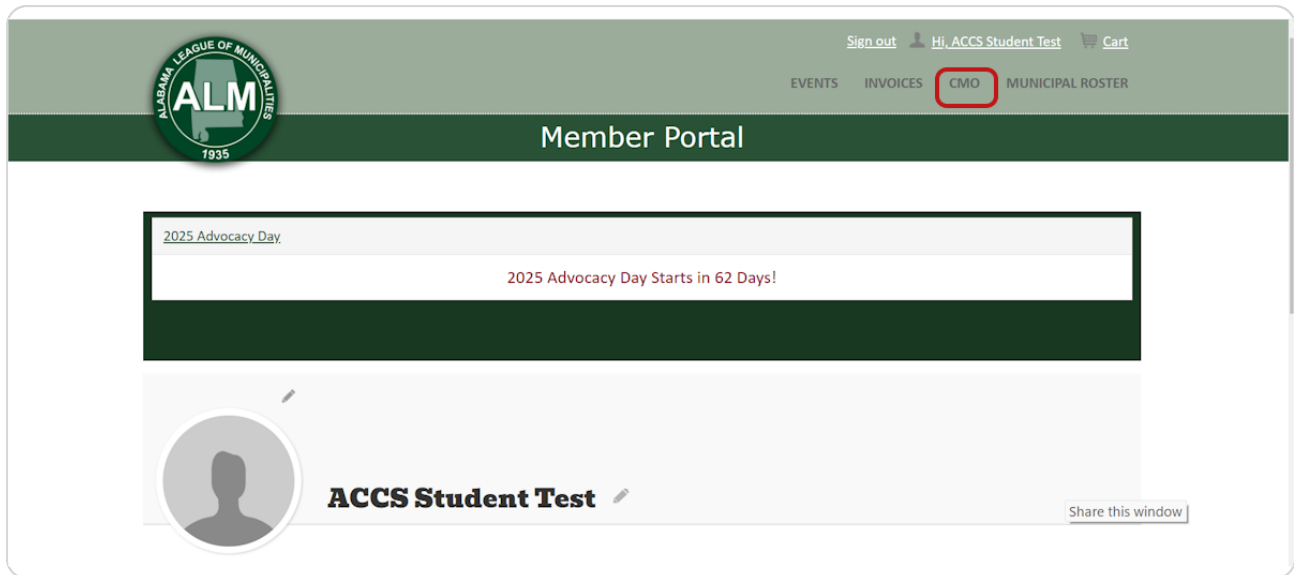 Sign out Hi, ACCS Student Test Cart
ALABAMA LEAGUE OF MUNICIPALITIES
ALM
1935
EVENTS INVOICES CMO MUNICIPAL ROSTER
Member Portal
2025 Advocacy Day
2025 Advocacy Day Starts in 62 Days!
ACCS Student Test
Share this window